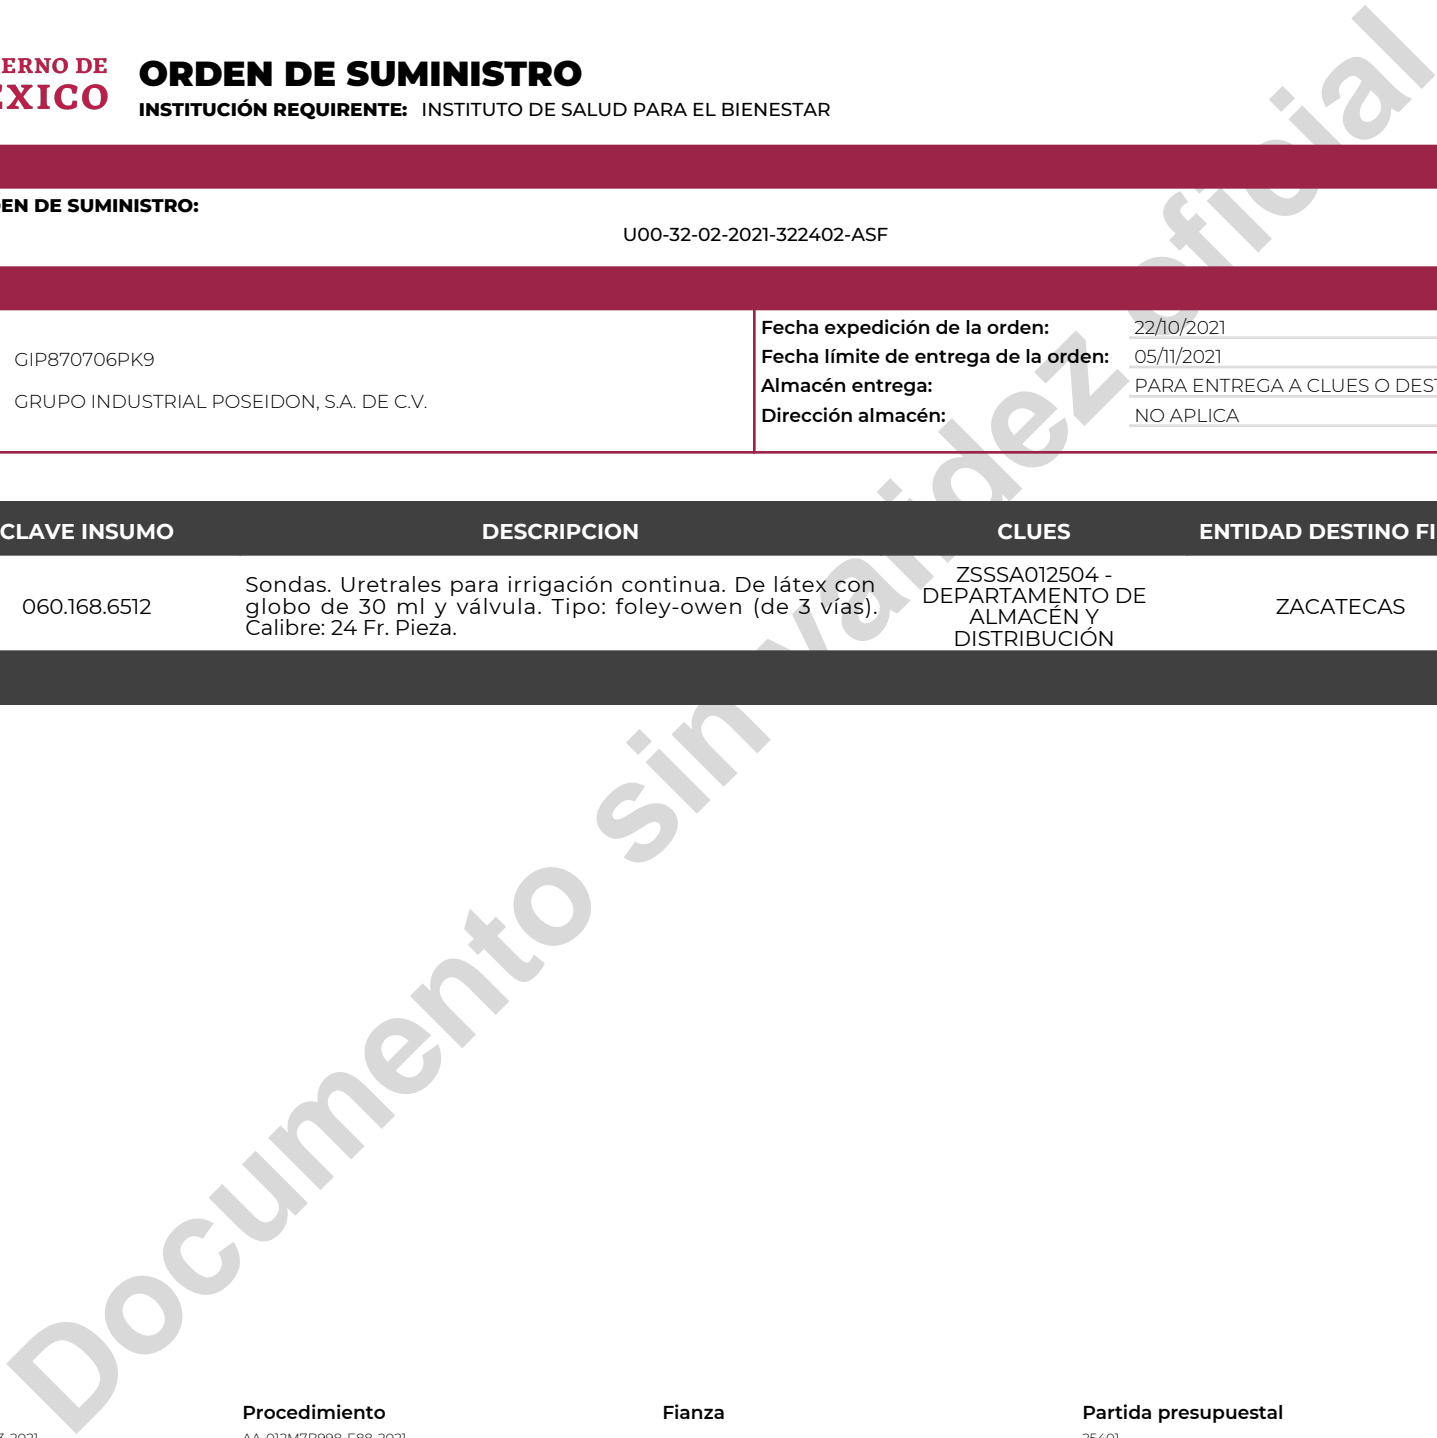 ERNO DE
ORDEN DE SUMINISTRO
XICO
INSTITUCIÓN REQUIRENTE: INSTITUTO DE SALUD PARA EL BIENESTAR
EN DE SUMINISTRO:
U00-32-02-2021-322402-ASF
Fecha expedición de la orden: 22/10/2021
GIP870706PK9
Fecha límite de entrega de la orden: 05/11/2021
Almacén entrega: PARA ENTREGA A CLUES O DEST
GRUPO INDUSTRIAL POSEIDON, S.A. DE C.V.
Dirección almacén: NO APLICA
CLAVE INSUMO DESCRIPCION CLUES ENTIDAD DESTINO FI
060.168.6512
Sondas. Uretrales para irrigación continua. De látex con
globo de 30 ml y válvula. Tipo: foley-owen (de 3 vías).
Calibre: 24 Fr. Pieza.
ZSSSA012504 -
DEPARTAMENTO DE
ALMACÉN Y
DISTRIBUCIÓN
ZACATECAS
Documento sin validez oficial
Procedimiento Fianza Partida presupuestal